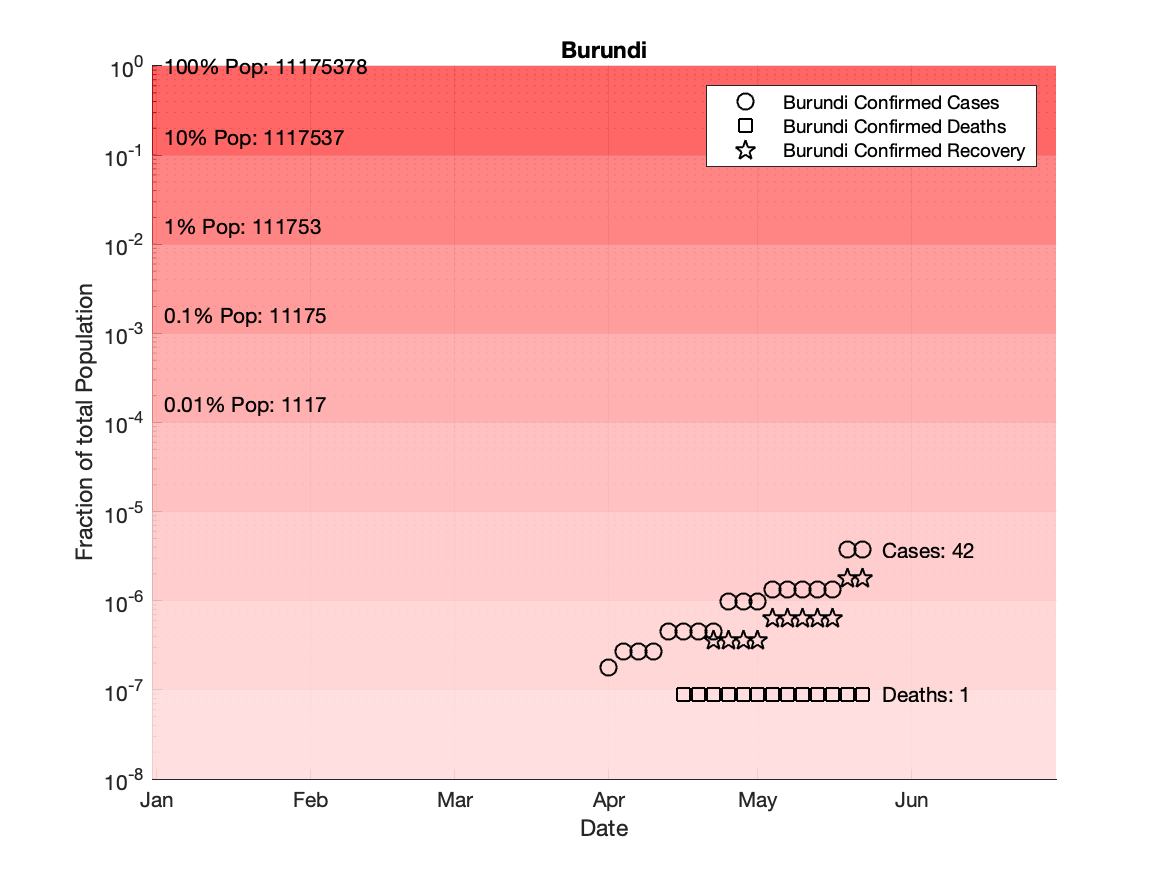 Burundi
10^0
100% Pop: 11175378
Burundi Confirmed Cases
Burundi Confirmed Deaths
Burundi Confirmed Recovery
10% Pop: 1117537
10^-1
1% Pop: 111753
10^-2
0.1% Pop: 11175
10^-3
0.01% Pop: 1117
10^-4
10^-5
Cases: 42
10^-6
10^-7
Deaths: 1
10^-8
Fraction of total Population
Jan Feb Mar Apr May Jun
Date